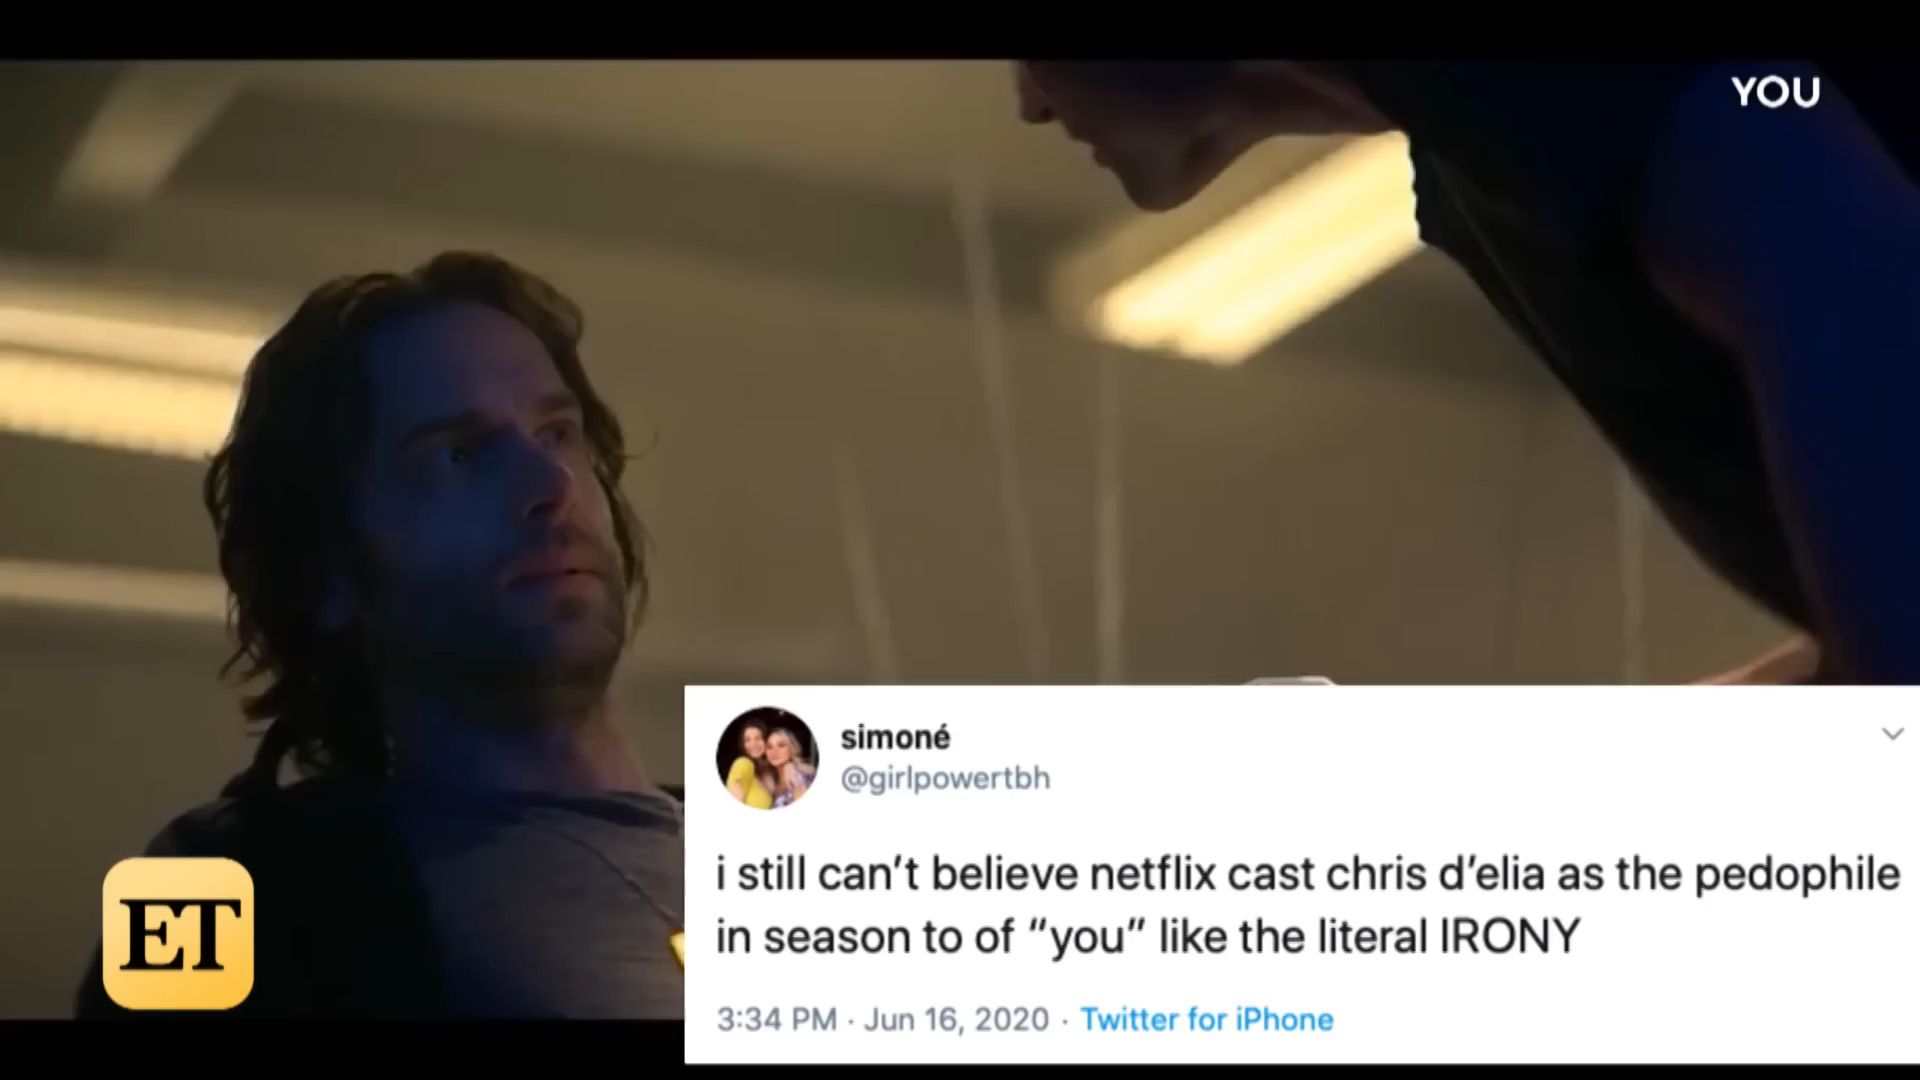 YOU
simoné
@girlpowertbh
i still can't believe netflix cast chris d'elia as the pedophile
in season to of “you” like the literal IRONY
3:34 PM · Jun 16, 2020 · Twitter for iPhone
ET